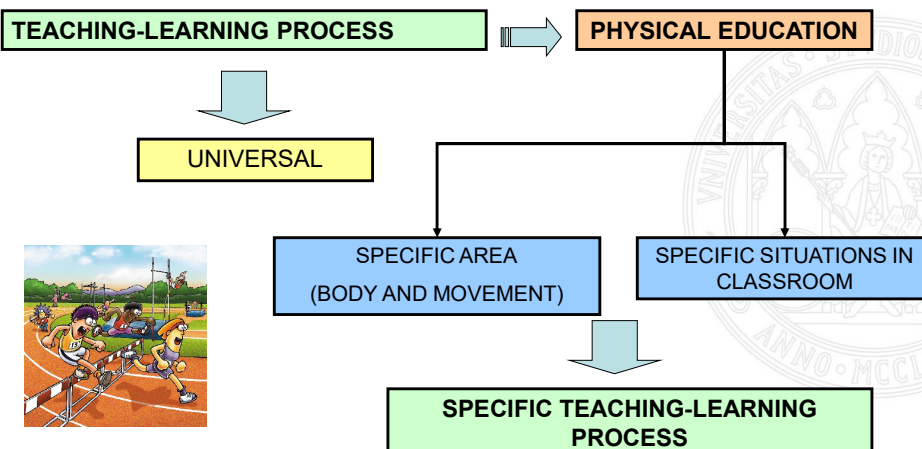 TEACHING-LEARNING PROCESS
PHYSICAL EDUCATION
UNIVERSAL
SPECIFIC AREA
(BODY AND MOVEMENT)
SPECIFIC SITUATIONS IN
CLASSROOM
SPECIFIC TEACHING-LEARNING
PROCESS